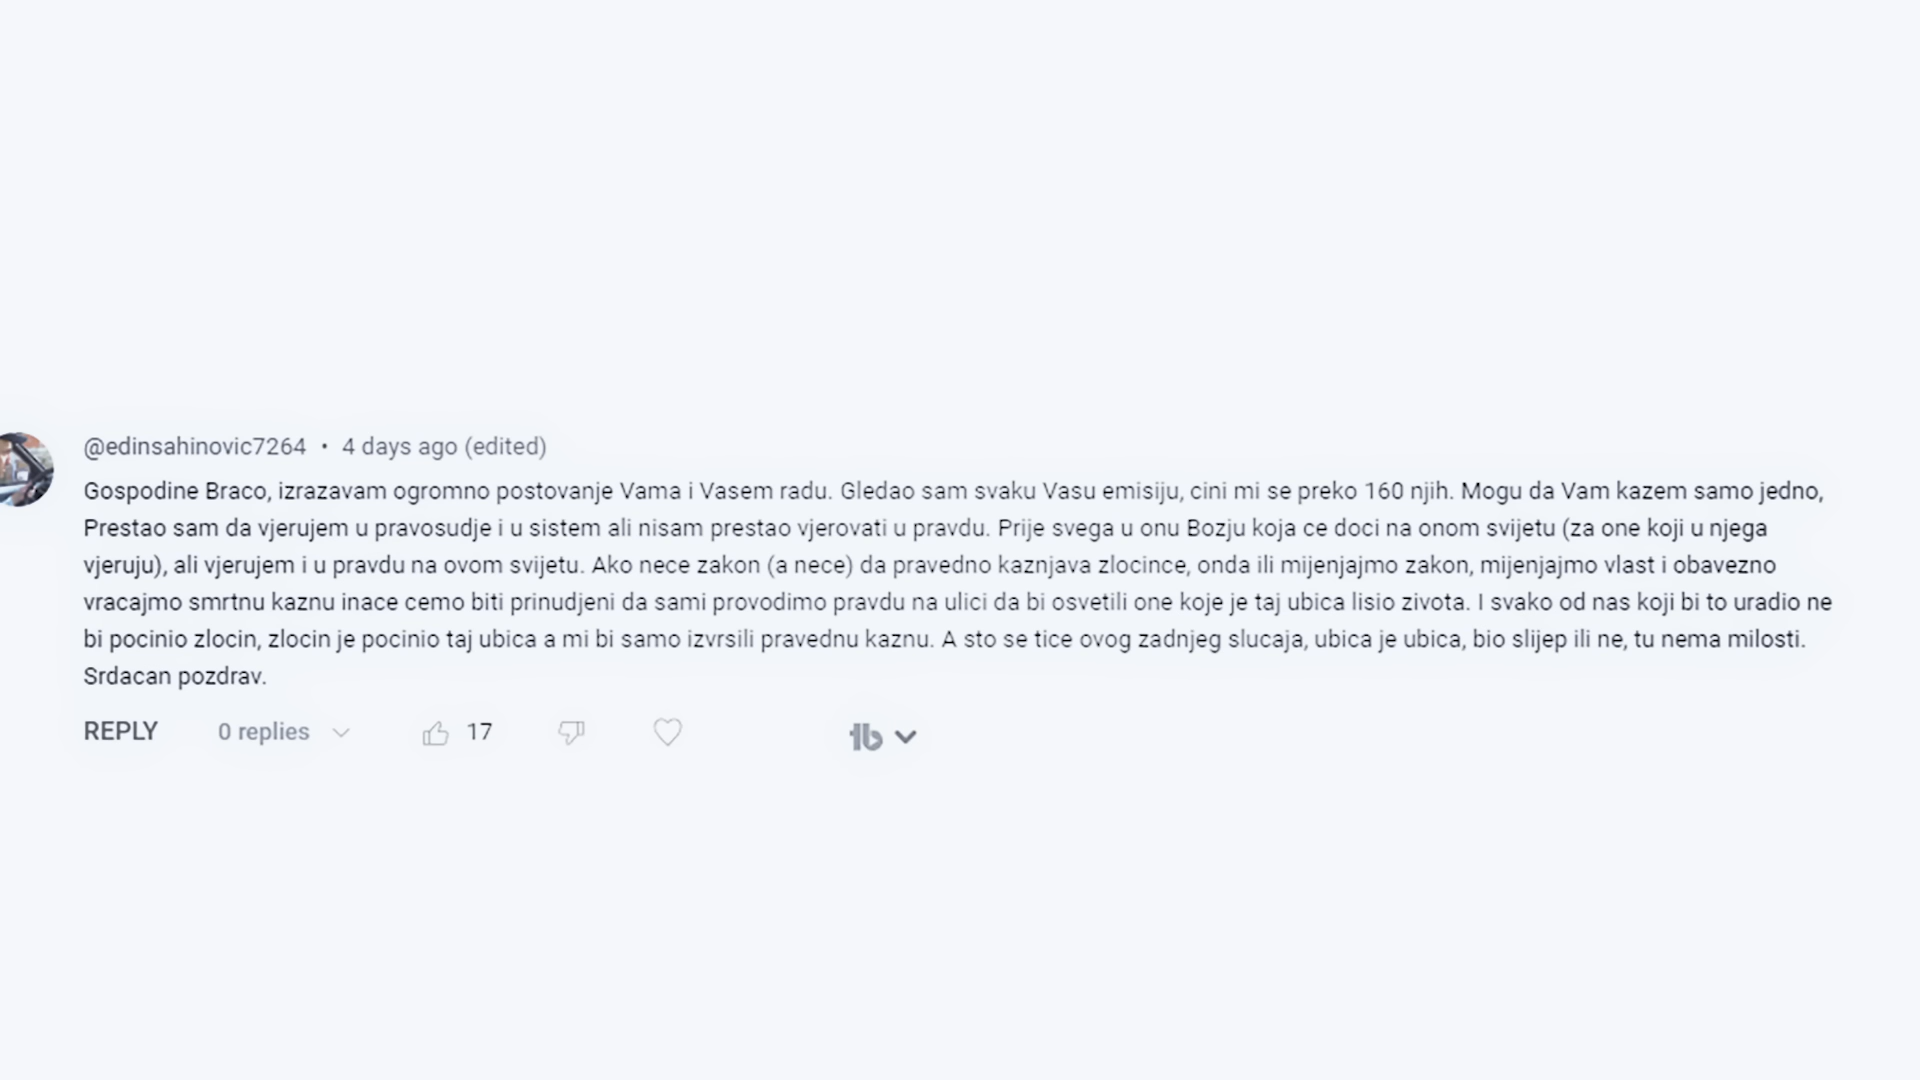 @edinsahinovic7264 • 4 days ago (edited)
Gospodine Braco, izrazavam ogromno postovanje Vama i Vasem radu. Gledao sam svaku Vasu emisiju, cini mi se preko 160 njih. Mogu da Vam kazem samo jedno,
Prestao sam da vjerujem u pravosudje i u sistem ali nisam prestao vjerovati u pravdu. Prije svega u onu Bozju koja ce doci na onom svijetu (za one koji u njega
vjeruju), ali vjerujem i u pravdu na ovom svijetu. Ako nece zakon (a nece) da pravedno kaznjava zlocince, onda ili mijenjajmo zakon, mijenjajmo vlast i obavezno
vracajmo smrtnu kaznu inace cemo biti prinudjeni da sami provodimo pravdu na ulici da bi osvetili one koje je taj ubica lisio zivota. I svako od nas koji bi to uradio ne
bi pocinio zlocin, zlocin je pocinio taj ubica a mi bi samo izvrsili pravednu kaznu. A sto se tice ovog zadnjeg slucaja, ubica je ubica, bio slijep ili ne, tu nema milosti.
Srdacan pozdrav.
REPLY 0 replies 17